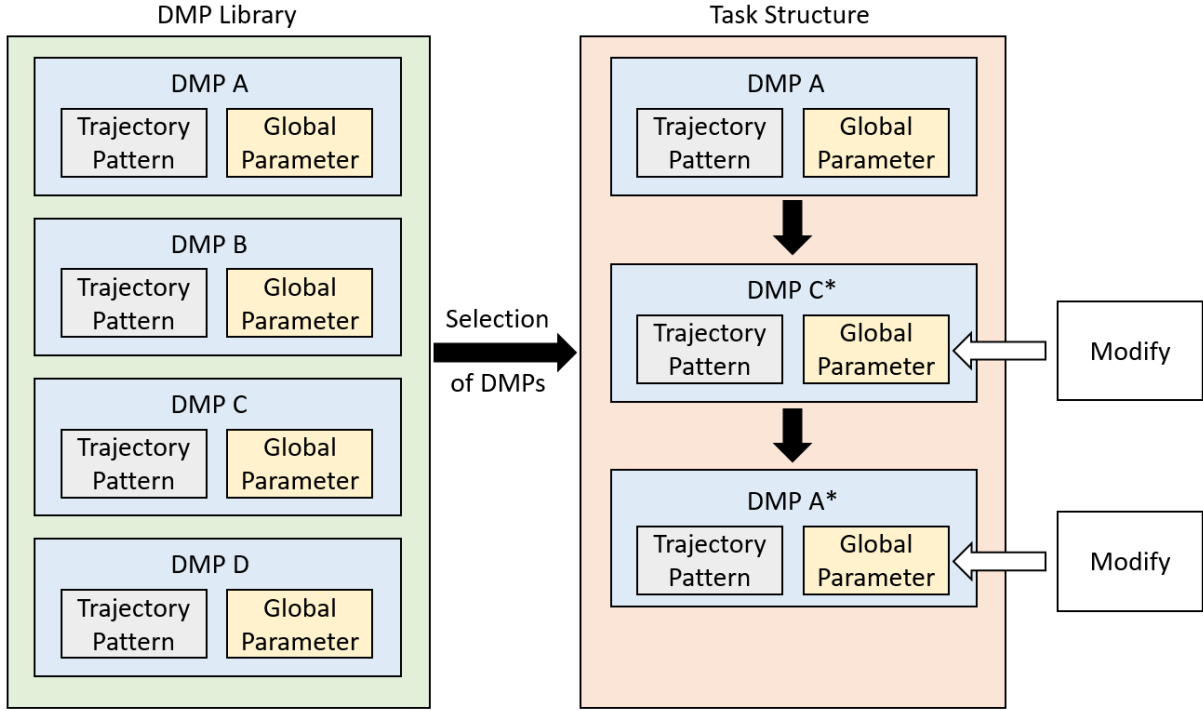 DMP Library
DMP A
Trajectory
Pattern
Global
Parameter
DMP B
Trajectory
Pattern
Global
Parameter
DMP C
Trajectory
Pattern
Global
Parameter
DMP D
Trajectory
Pattern
Global
Parameter
Selection
of DMPs
Task Structure
DMP A
Trajectory
Pattern
Global
Parameter
DMP C*
Trajectory
Pattern
Global
Parameter
Modify
DMP A*
Trajectory
Pattern
Global
Parameter
Modify